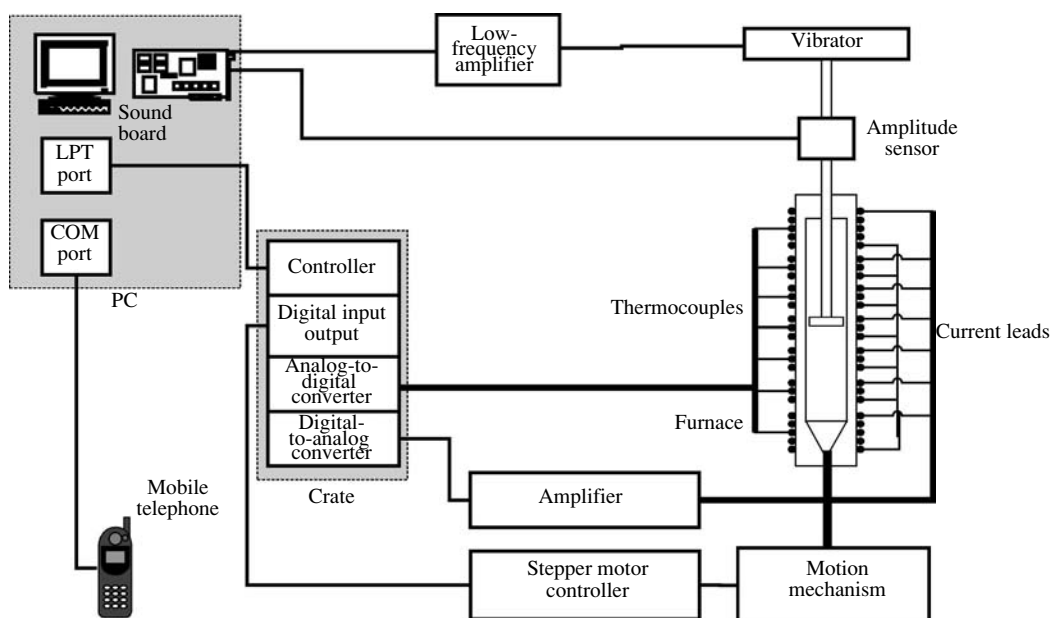 Low-
frequency
amplifier
Vibrator
Sound
board
Amplitude
sensor
LPT
port
COM
port
PC
Controller
Digital input
output
Analog-to-
digital
converter
Digital-
to-analog
converter
Crate
Thermocouples
Current leads
Furnace
Mobile
telephone
Amplifier
Stepper motor
controller
Motion
mechanism